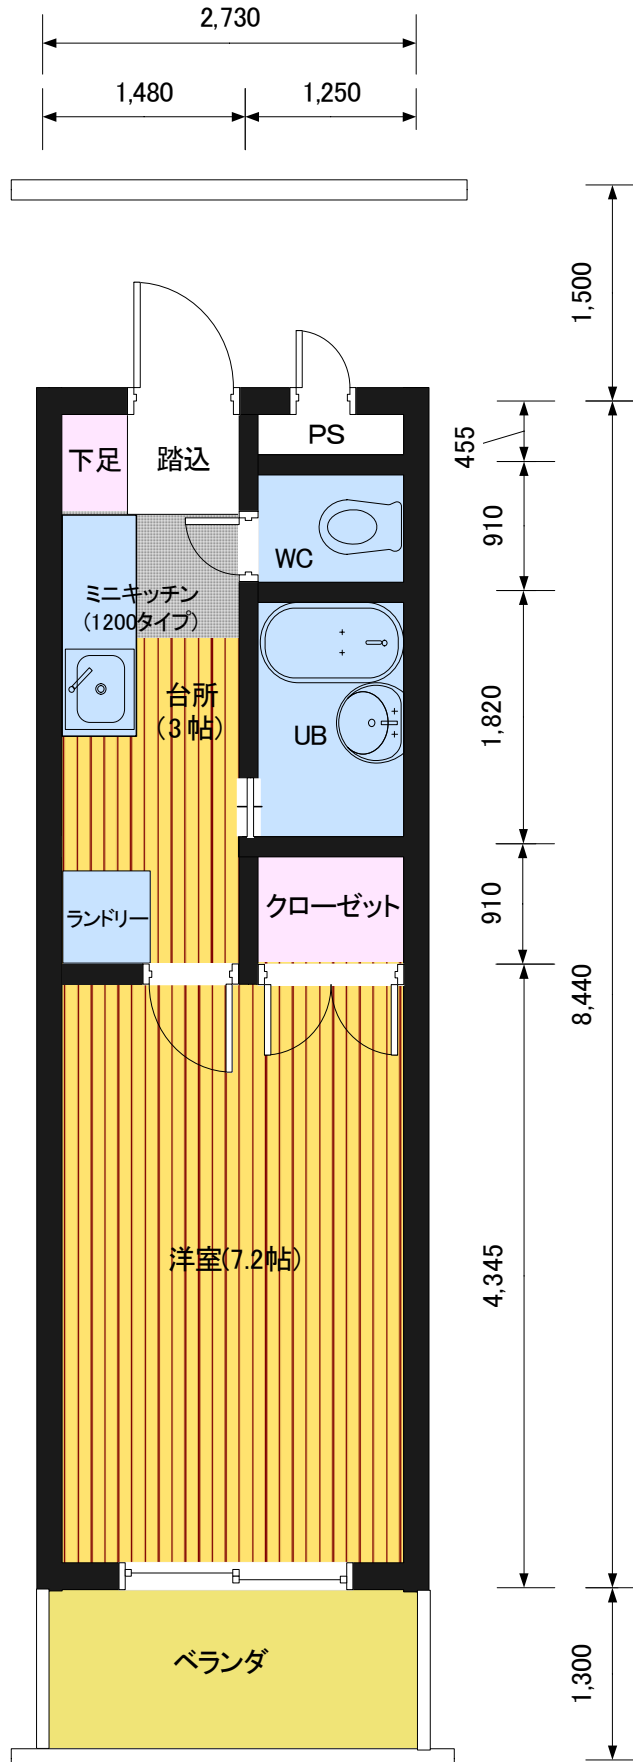 2,730
1,480
1,250
1,500
下足
踏込
PS
455
WC
910
ミニキッチン
(1200タイプ)
台所
(3帖)
UB
1,820
ランドリー
クローゼット
910
8,440
洋室(7.2帖)
4,345
ベランダ
1,300